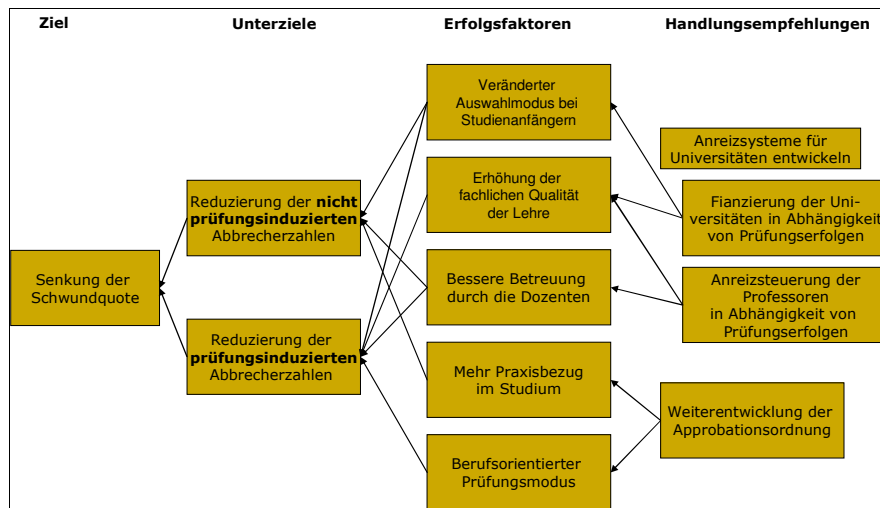 Ziel
Unterziele
Erfolgsfaktoren
Handlungsempfehlungen
Senkung der
Schwundquote
Reduzierung der nicht
prüfungsinduzierten
Abbrecherzahlen
Reduzierung der
prüfungsinduzierten
Abbrecherzahlen
Veränderter
Auswahlmodus bei
Studienanfängern
Erhöhung der
fachlichen Qualität
der Lehre
Bessere Betreuung
durch die Dozenten
Mehr Praxisbezug
im Studium
Berufsorientierter
Prüfungsmodus
Anreizsysteme für
Universitäten entwickeln
Fianzierung der Uni-
versitäten in Abhängigkeit
von Prüfungserfolgen
Anreizsteuerung der
Professoren
in Abhängigkeit von
Prüfungserfolgen
Weiterentwicklung der
Approbationsordnung